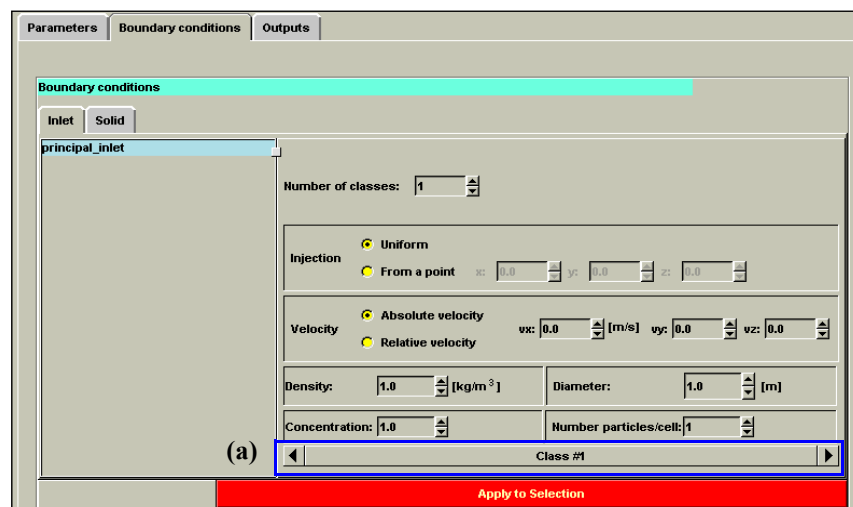 Parameters Boundary conditions Outputs
Boundary conditions
Inlet Solid
principal_inlet
Number of classes: 1
Uniform
Injection
From a point x: 0.0 y: 0.0 z: 0.0
Absolute velocity
Velocity vx: 0.0 [m/s] vy: 0.0 vz: 0.0
Relative velocity
Density: 1.0 [kg/m³] Diameter: 1.0 [m]
Concentration: 1.0 Number particles/cell: 1
(a) Class #1
Apply to Selection